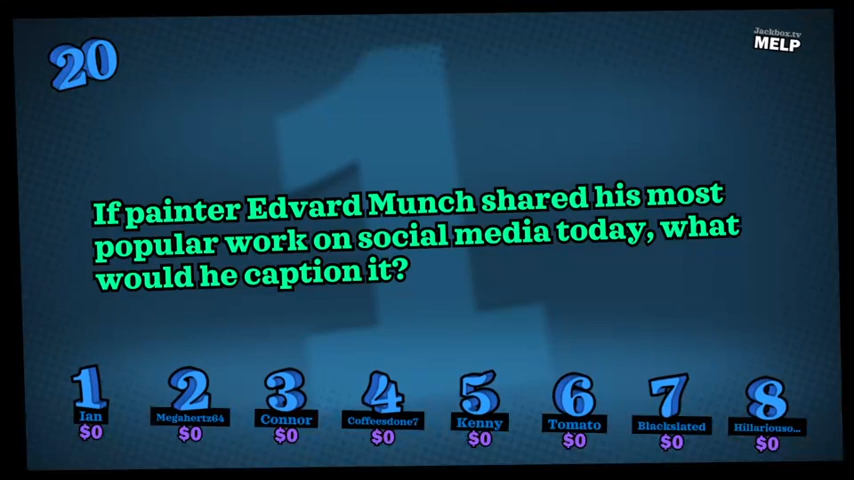 20
Jackbox.tv
MELP
If painter Edvard Munch shared his most
popular work on social media today, what
would he caption it?
1 2 3 4 5 6 7 8
Ian Megahertz64 Connor Coffeesdone7 Kenny Tomato Blackslated Hillariouso...
$0 $0 $0 $0 $0 $0 $0 $0